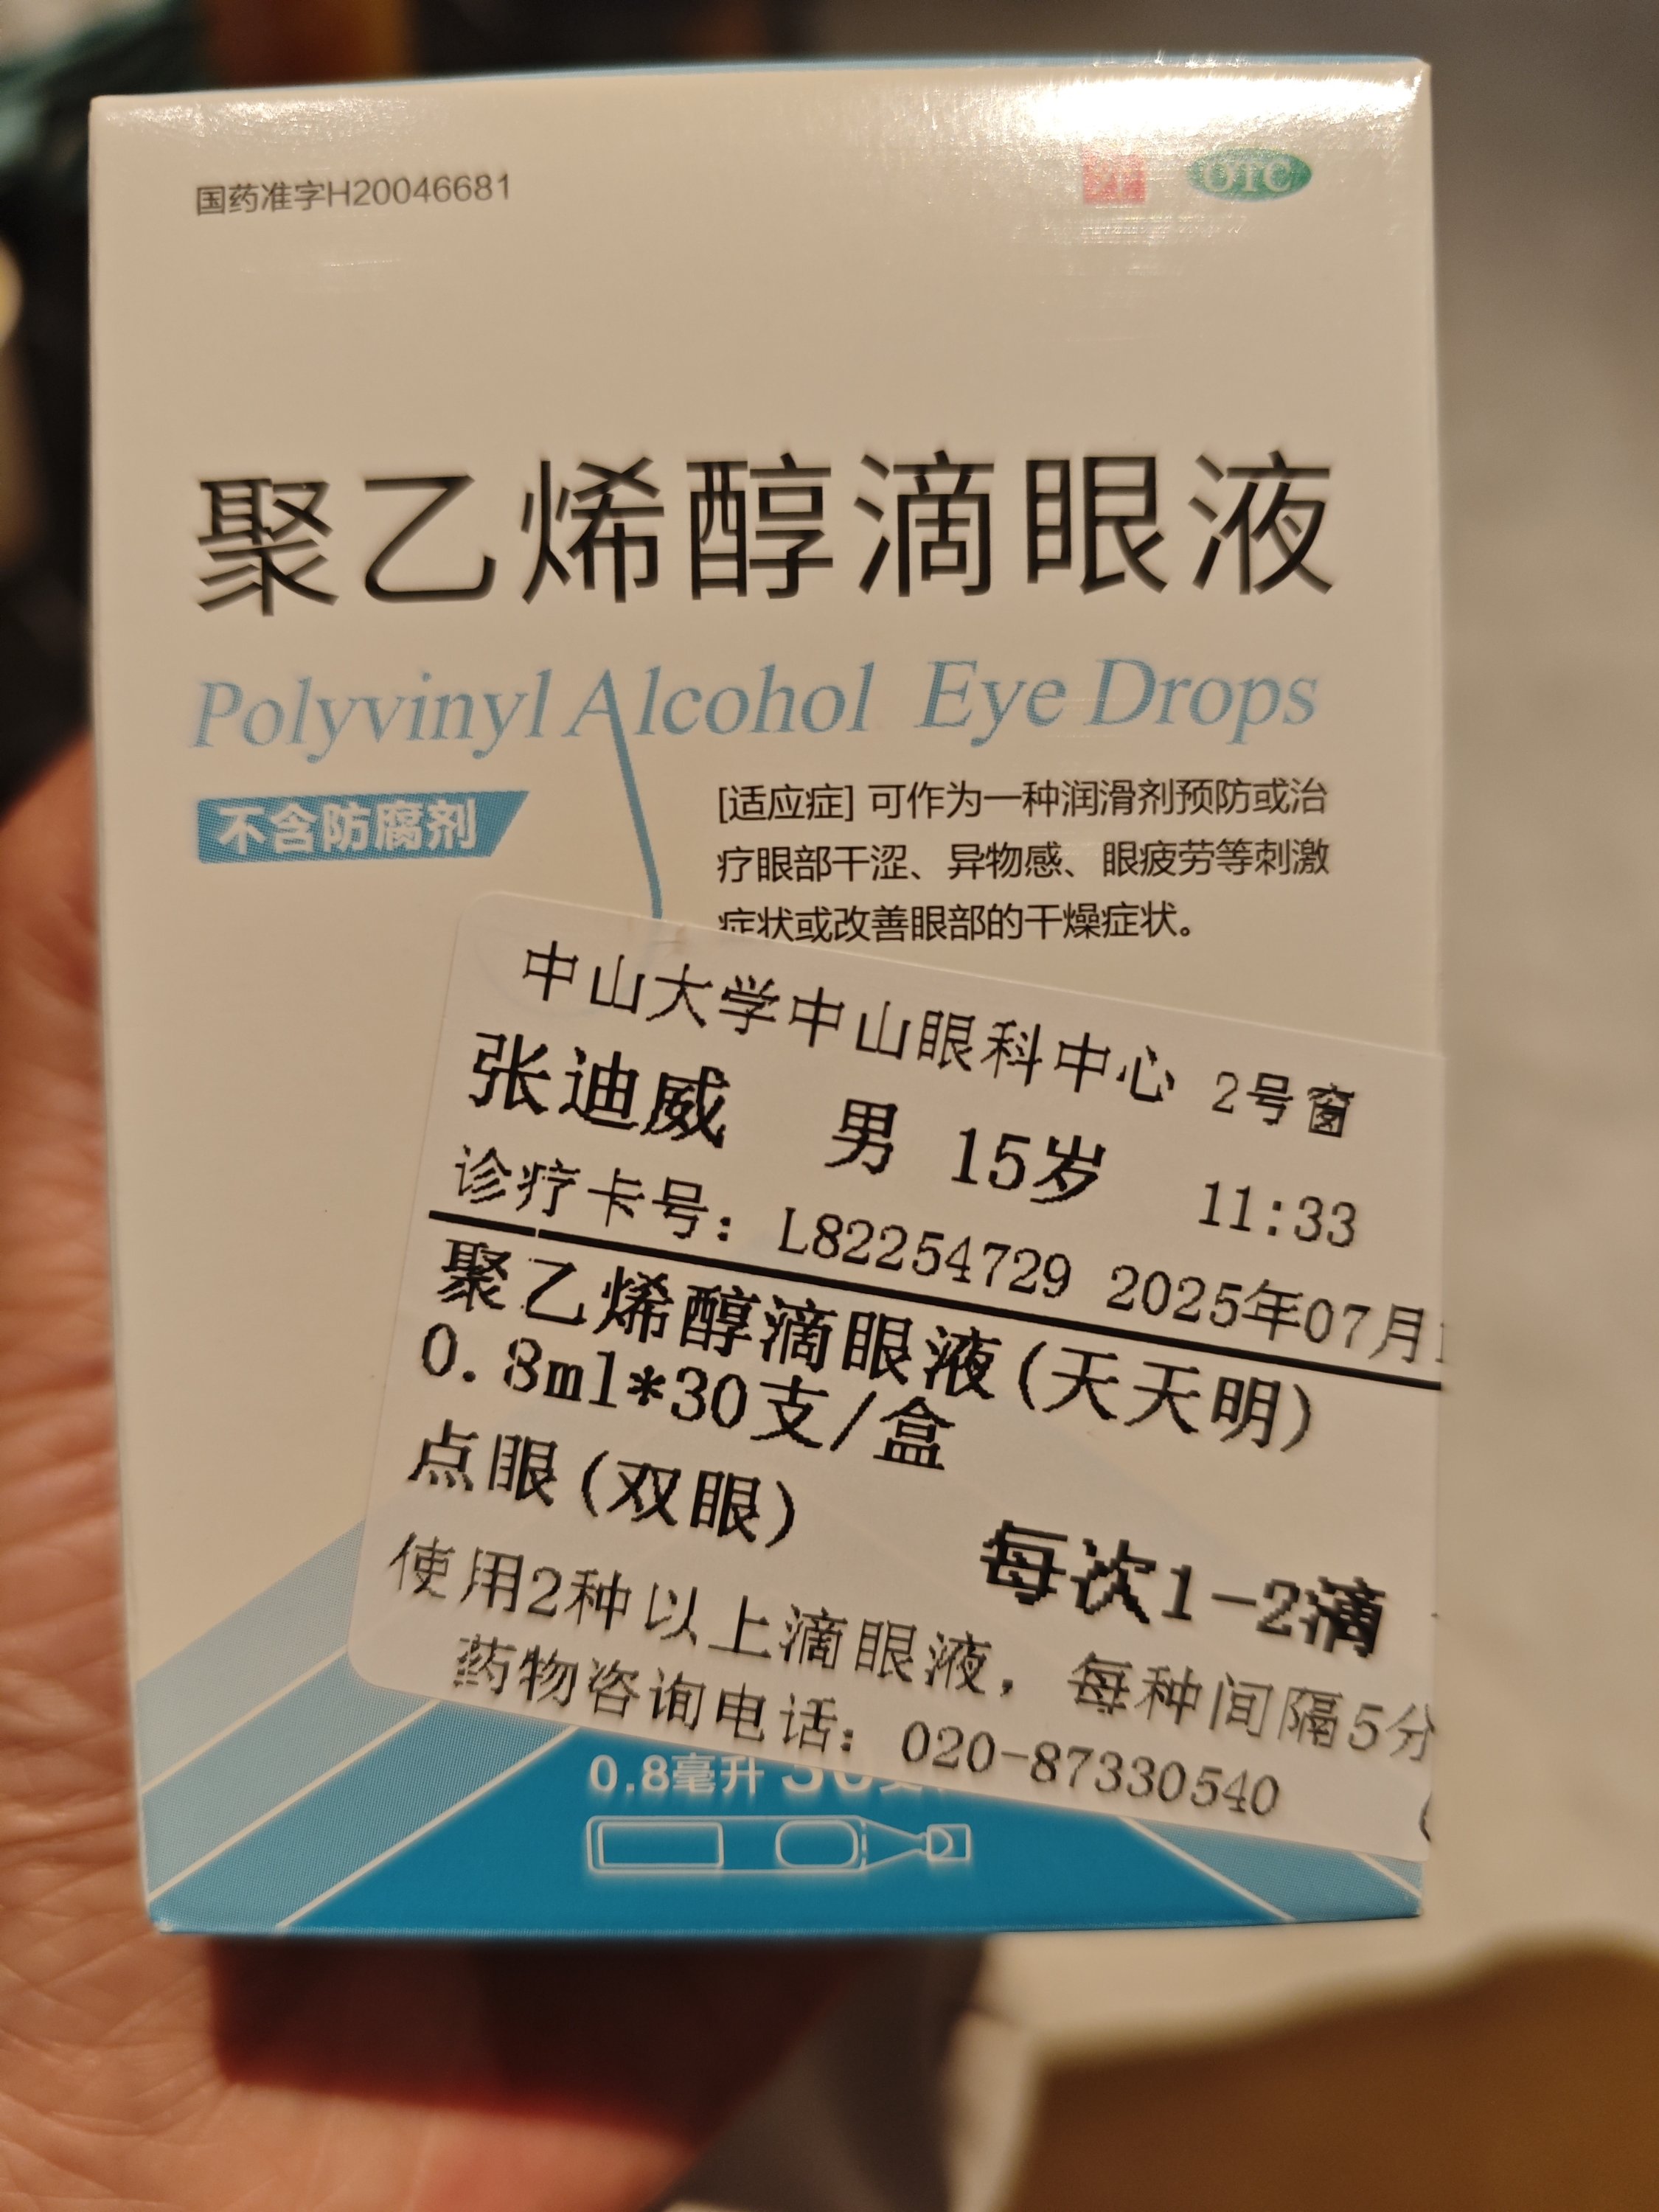 国药准字H20046681
OTC
聚乙烯醇滴眼液
Polyvinyl Alcohol Eye Drops
不含防腐剂
[适应症] 可作为一种润滑剂预防或治
疗眼部干涩、异物感、眼疲劳等刺激
症状或改善眼部的干燥症状。
中山大学中山眼科中心 2号窗
张迪威 男 15岁 11:33
诊疗卡号: L82254729 2025年07月
聚乙烯醇滴眼液(天天明)
0.8ml*30支/盒
点眼(双眼) 每次1-2滴
使用2种以上滴眼液, 每种间隔5分
药物咨询电话: 020-87330540
0.8毫升